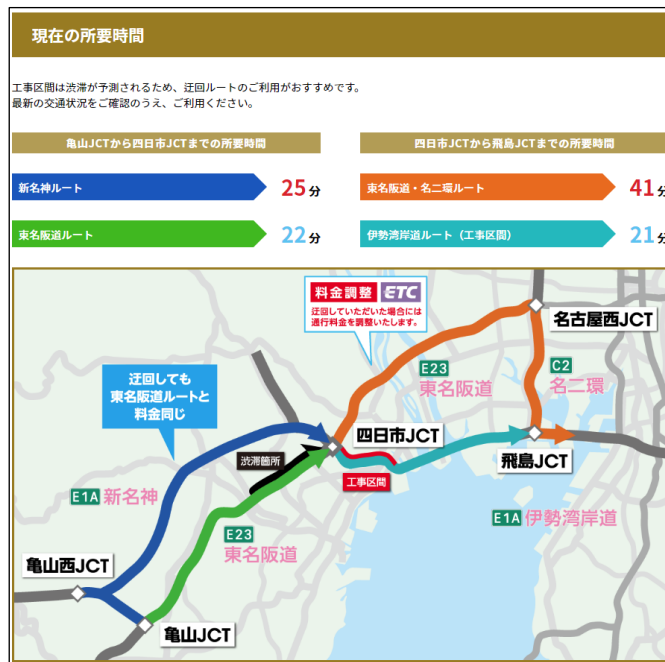 現在の所要時間
工事区間は渋滞が予測されるため、迂回ルートのご利用がおすすめです。
最新の交通状況をご確認のうえ、ご利用ください。
亀山JCTから四日市JCTまでの所要時間
四日市JCTから飛島JCTまでの所要時間
新名神ルート
25分
東名阪道・名二環ルート
41分
東名阪道ルート
22分
伊勢湾岸道ルート（工事区間）
21分
料金調整 ETC
迂回していただいた場合には
通行料金を調整いたします。
名古屋西JCT
E23
東名阪道
C2
名二環
迂回しても
東名阪道ルートと
料金同じ
四日市JCT
飛島JCT
渋滞箇所
工事区間
E1A 新名神
E1A 伊勢湾岸道
E23
東名阪道
亀山西JCT
亀山JCT